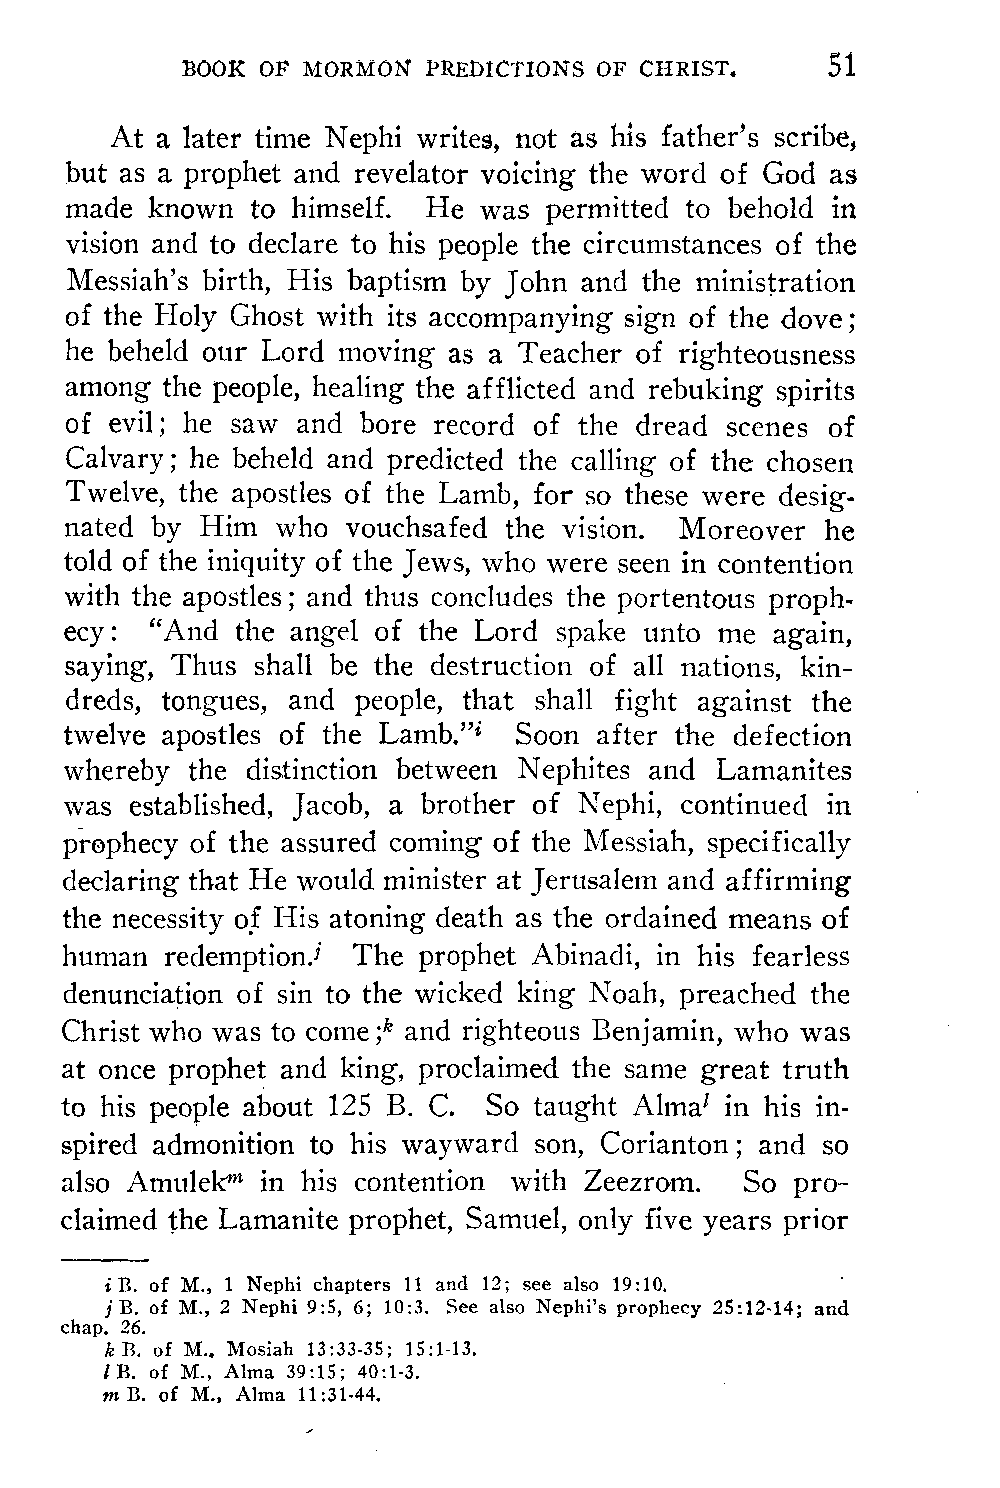 BOOK OF MORMON PREDICTIONS OF CHRIST. 51
At a later time Nephi writes, not as his father's scribe,
but as a prophet and revelator voicing the word of God as
made known to himself. He was permitted to behold in
vision and to declare to his people the circumstances of the
Messiah's birth, His baptism by John and the ministration
of the Holy Ghost with its accompanying sign of the dove;
he beheld our Lord moving as a Teacher of righteousness
among the people, healing the afflicted and rebuking spirits
of evil; he saw and bore record of the dread scenes of
Calvary; he beheld and predicted the calling of the chosen
Twelve, the apostles of the Lamb, for so these were desig-
nated by Him who vouchsafed the vision. Moreover he
told of the iniquity of the Jews, who were seen in contention
with the apostles; and thus concludes the portentous proph-
ecy: "And the angel of the Lord spake unto me again,
saying, Thus shall be the destruction of all nations, kin-
dreds, tongues, and people, that shall fight against the
twelve apostles of the Lamb."i Soon after the defection
whereby the distinction between Nephites and Lamanites
was established, Jacob, a brother of Nephi, continued in
prophecy of the assured coming of the Messiah, specifically
declaring that He would minister at Jerusalem and affirming
the necessity of His atoning death as the ordained means of
human redemption.j The prophet Abinadi, in his fearless
denunciation of sin to the wicked king Noah, preached the
Christ who was to come;k and righteous Benjamin, who was
at once prophet and king, proclaimed the same great truth
to his people about 125 B. C. So taught Almal in his in-
spired admonition to his wayward son, Corianton; and so
also Amulekm in his contention with Zeezrom. So pro-
claimed the Lamanite prophet, Samuel, only five years prior
i B. of M., 1 Nephi chapters 11 and 12; see also 19:10.
j B. of M., 2 Nephi 9:5, 6; 10:3. See also Nephi's prophecy 25:12-14; and
chap. 26.
k B. of M., Mosiah 13:33-35; 15:1-13.
l B. of M., Alma 39:15; 40:1-3.
m B. of M., Alma 11:31-44.